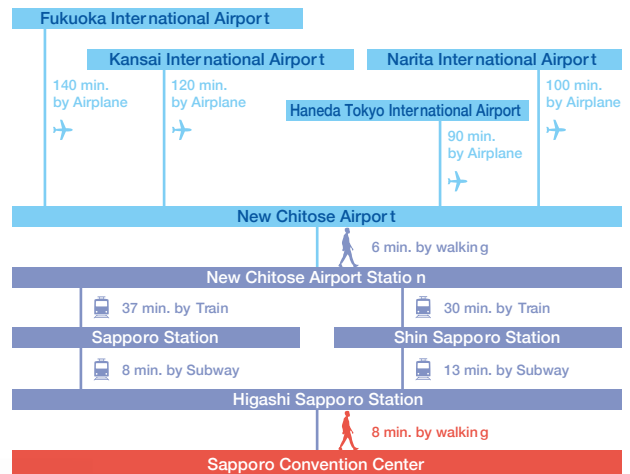 Fukuoka International Airport
Kansai International Airport
Narita International Airport
140 min.
by Airplane
120 min.
by Airplane
100 min.
by Airplane
Haneda Tokyo International Airport
90 min.
by Airplane
New Chitose Airport
6 min. by walking
New Chitose Airport Station
37 min. by Train
30 min. by Train
Sapporo Station
Shin Sapporo Station
8 min. by Subway
13 min. by Subway
Higashi Sapporo Station
8 min. by walking
Sapporo Convention Center